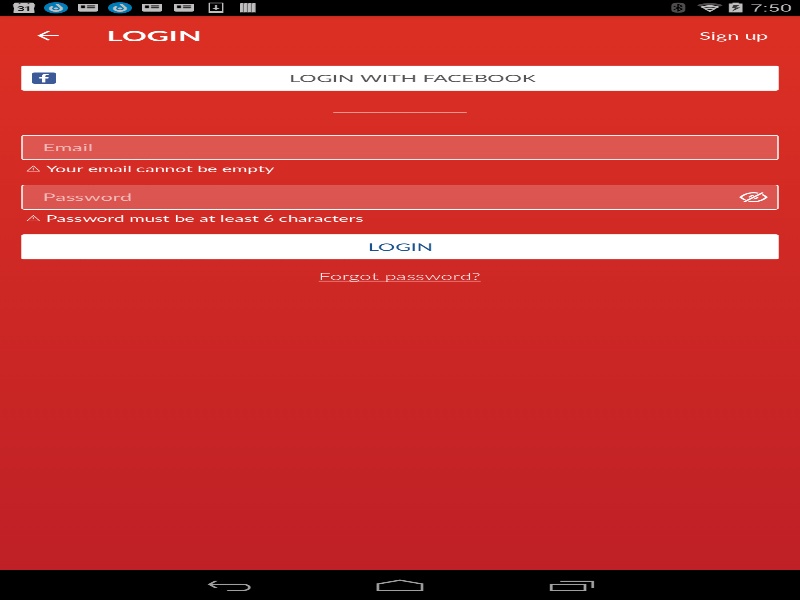 31
7:50
LOGIN
Sign up
f
LOGIN WITH FACEBOOK
Email
Your email cannot be empty
Password
Password must be at least 6 characters
LOGIN
Forgot password?